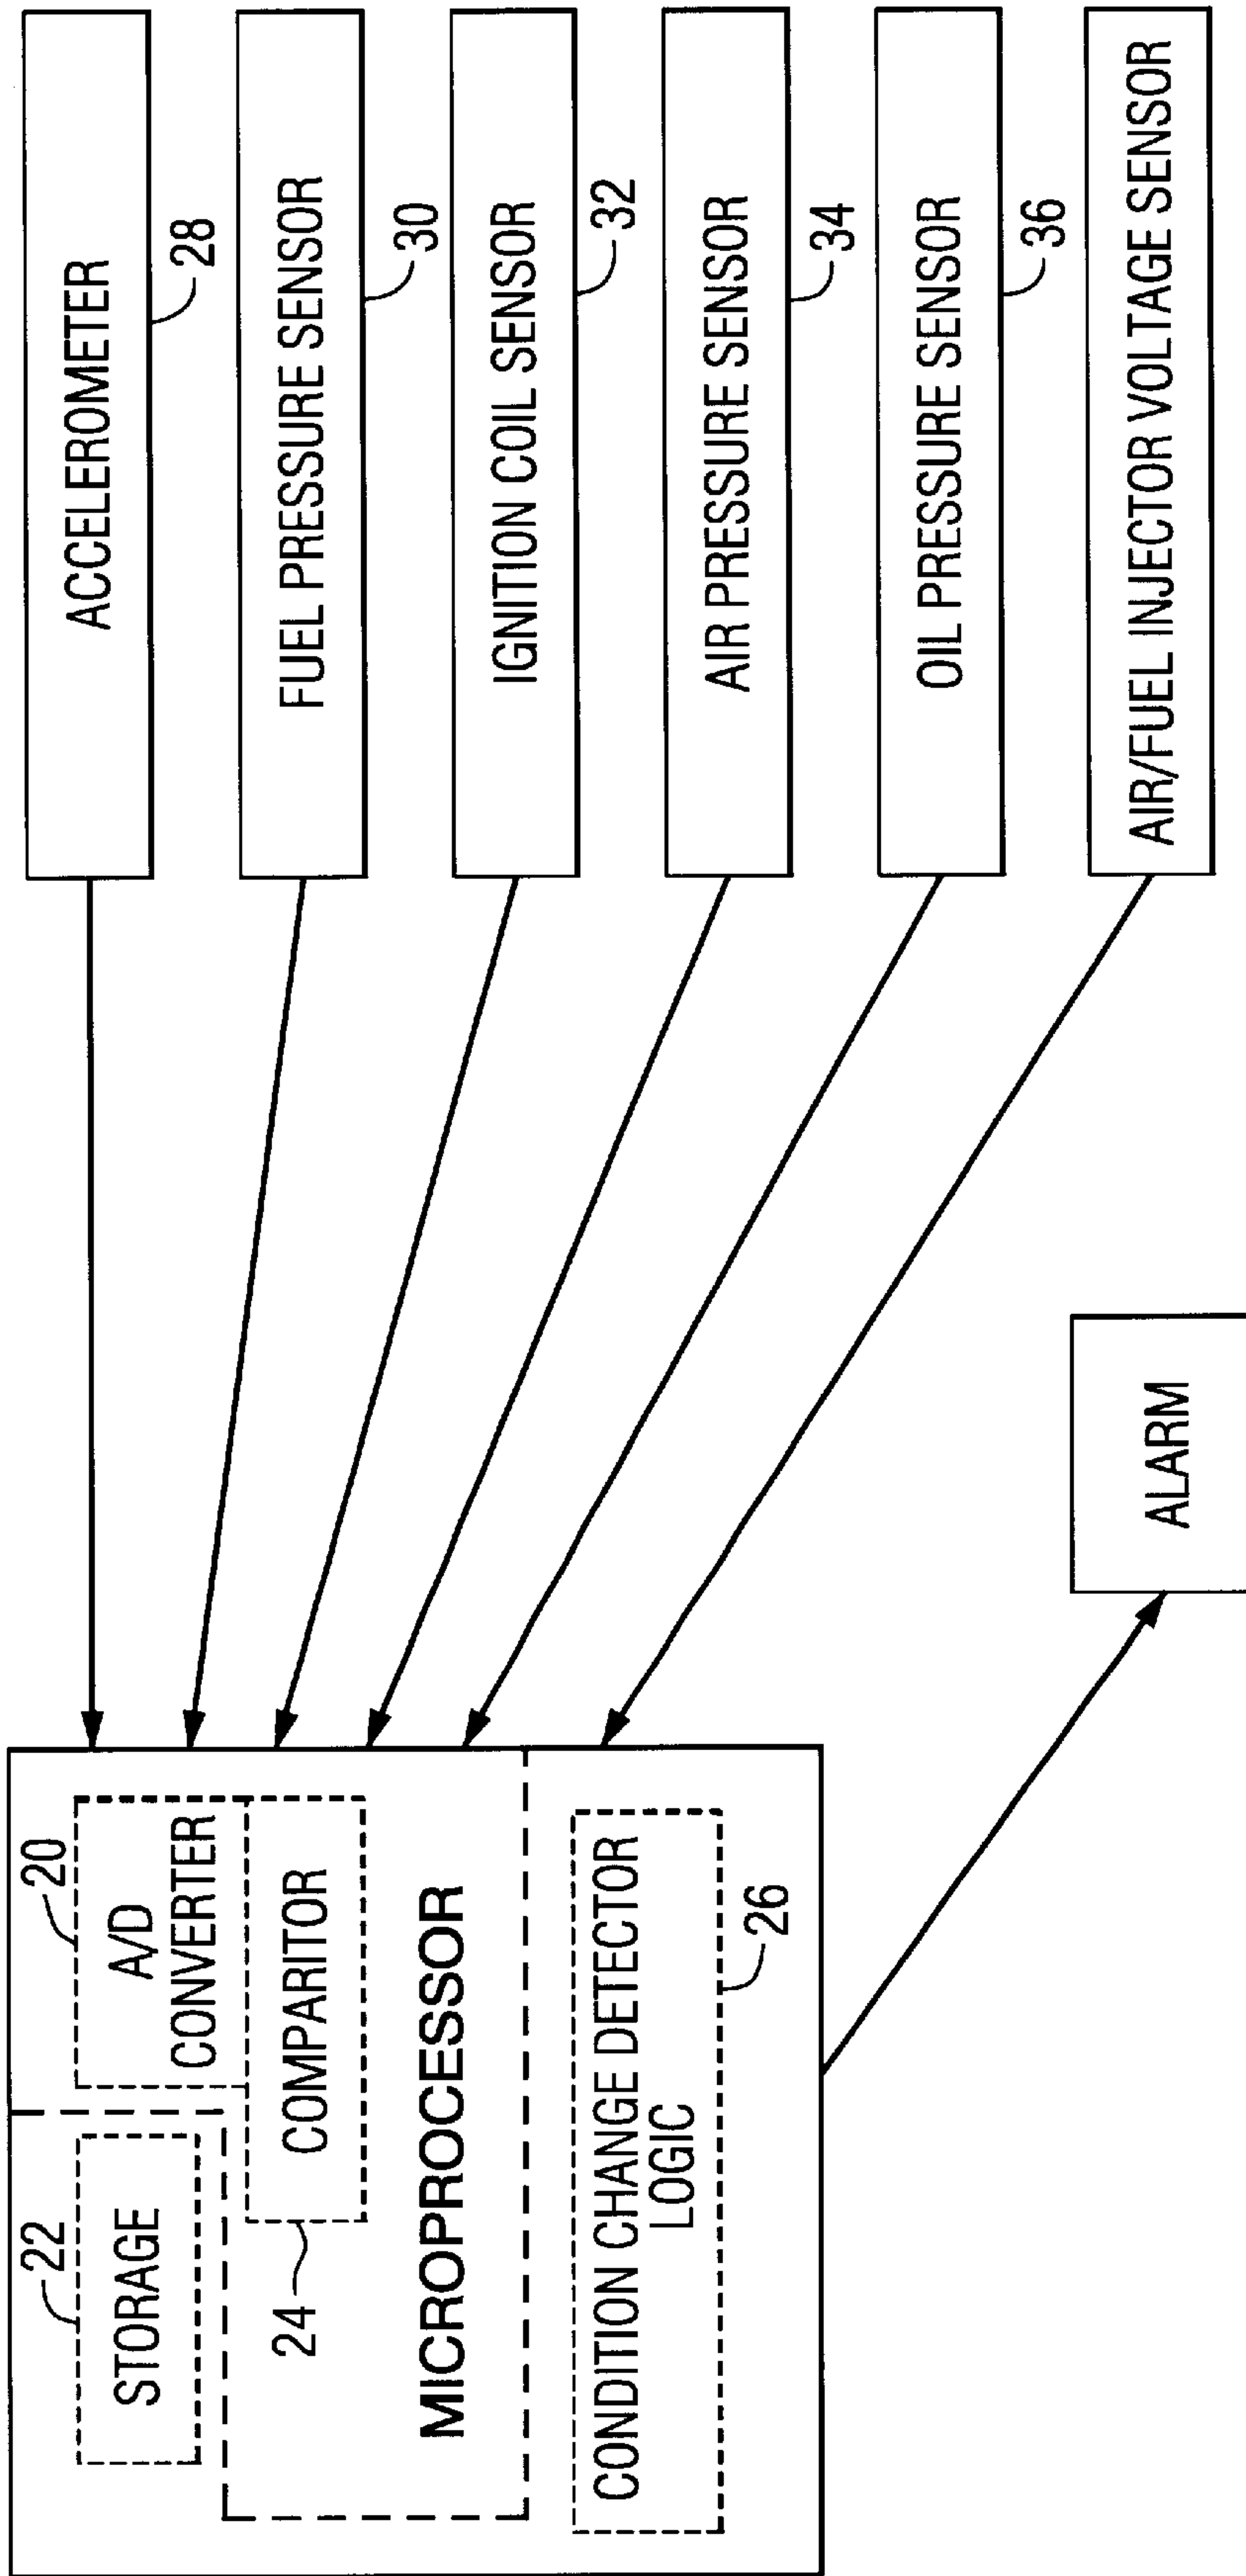 ACCELEROMETER
28
FUEL PRESSURE SENSOR
30
IGNITION COIL SENSOR
32
AIR PRESSURE SENSOR
34
OIL PRESSURE SENSOR
36
AIR/FUEL INJECTOR VOLTAGE SENSOR
22
STORAGE
20
A/D
CONVERTER
24
COMPARITOR
MICROPROCESSOR
CONDITION CHANGE DETECTOR
LOGIC
26
ALARM